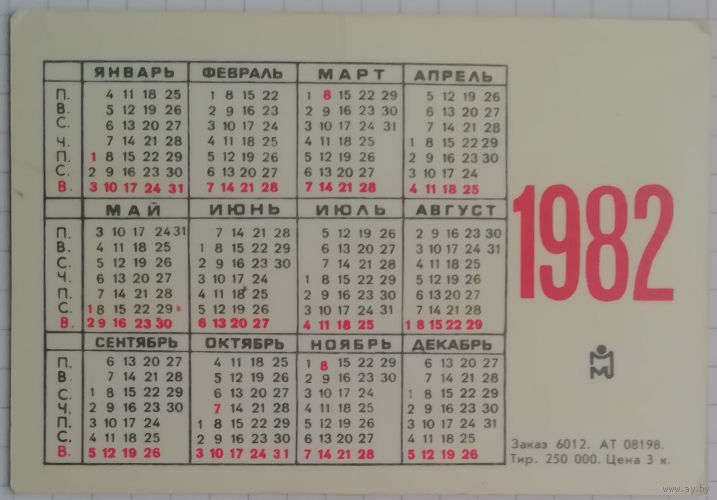 ЯНВАРЬ ФЕВРАЛЬ МАРТ АПРЕЛЬ
П. 4 11 18 25 1 8 15 22 1 8 15 22 29 5 12 19 26
В. 5 12 19 26 2 9 16 23 2 9 16 23 30 6 13 20 27
С. 6 13 20 27 3 10 17 24 3 10 17 24 31 7 14 21 28
Ч. 7 14 21 28 4 11 18 25 4 11 18 25 1 8 15 22 29
П. 1 8 15 22 29 5 12 19 26 5 12 19 26 2 9 16 23 30
С. 2 9 16 23 30 6 13 20 27 6 13 20 27 3 10 17 24
В. 3 10 17 24 31 7 14 21 28 7 14 21 28 4 11 18 25
МАЙ ИЮНЬ ИЮЛЬ АВГУСТ
П. 3 10 17 24 31 7 14 21 28 5 12 19 26 2 9 16 23 30
В. 4 11 18 25 1 8 15 22 29 6 13 20 27 3 10 17 24 31
С. 5 12 19 26 2 9 16 23 30 7 14 21 28 4 11 18 25
Ч. 6 13 20 27 3 10 17 24 1 8 15 22 29 5 12 19 26
П. 7 14 21 28 4 11 18 25 2 9 16 23 30 6 13 20 27
С. 1 8 15 22 29 5 12 19 26 3 10 17 24 31 7 14 21 28
В. 2 9 16 23 30 6 13 20 27 4 11 18 25 1 8 15 22 29
1982
СЕНТЯБРЬ ОКТЯБРЬ НОЯБРЬ ДЕКАБРЬ
П. 6 13 20 27 4 11 18 25 1 8 15 22 29 6 13 20 27
В. 7 14 21 28 5 12 19 26 2 9 16 23 30 7 14 21 28
С. 1 8 15 22 29 6 13 20 27 3 10 17 24 1 8 15 22 29
Ч. 2 9 16 23 30 7 14 21 28 4 11 18 25 2 9 16 23 30
П. 3 10 17 24 1 8 15 22 29 5 12 19 26 3 10 17 24 31
С. 4 11 18 25 2 9 16 23 30 6 13 20 27 4 11 18 25
В. 5 12 19 26 3 10 17 24 31 7 14 21 28 5 12 19 26
Заказ 6012. АТ 08198.
Тир. 250 000. Цена 3 к.
www.ay.by